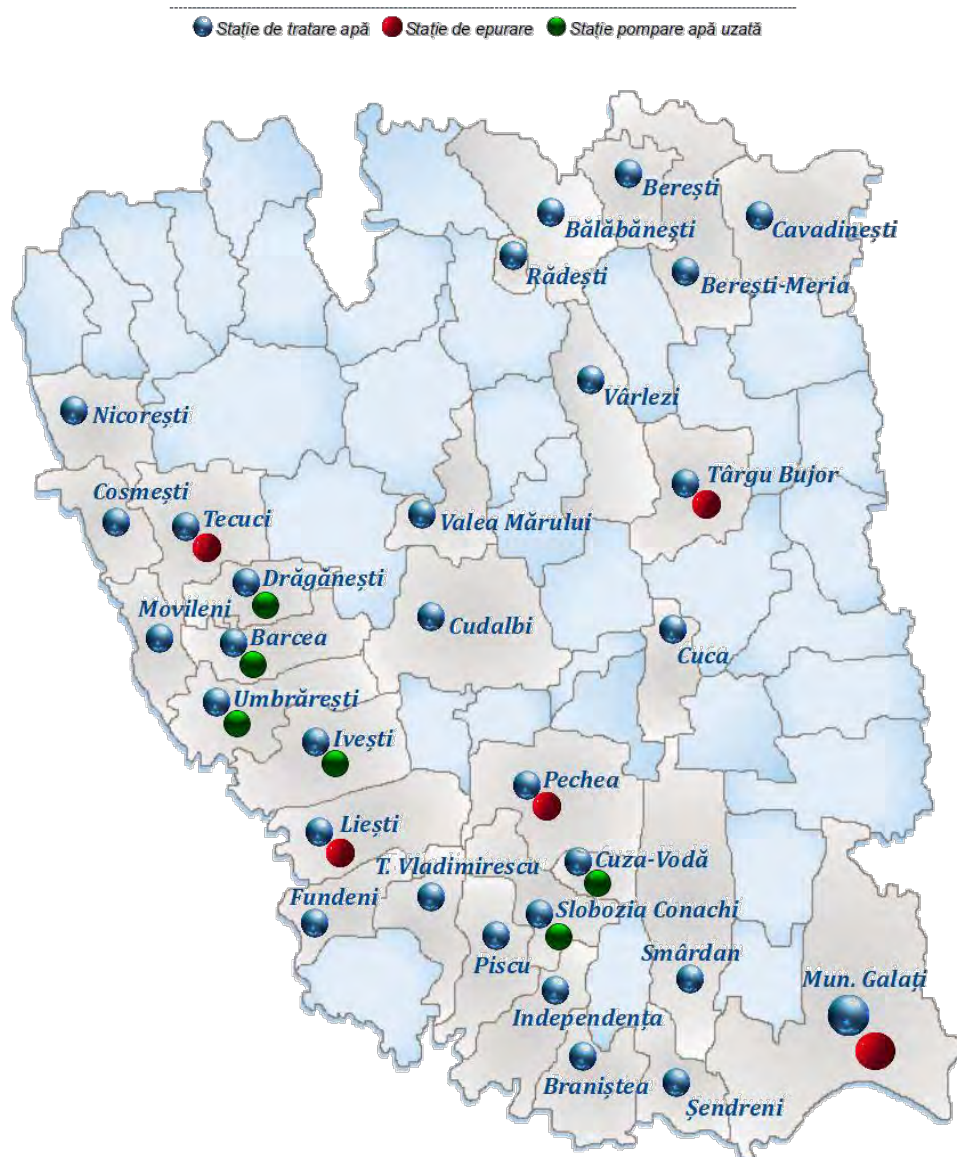 Stație de tratare apă Stație de epurare Stație pompare apă uzată
Berești
Bălăbănești
Cavadinești
Rădești
Berești-Meria
Vârlezi
Nicorești
Târgu Bujor
Cosmești
Tecuci
Valea Mărului
Drăgănești
Movileni
Barcea
Cudalbi
Cuca
Umbrărești
Ivești
Pechea
Liești
T. Vladimirescu
Cuza-Vodă
Fundeni
Slobozia Conachi
Piscu
Smârdan
Mun. Galați
Independența
Braniștea
Șendreni